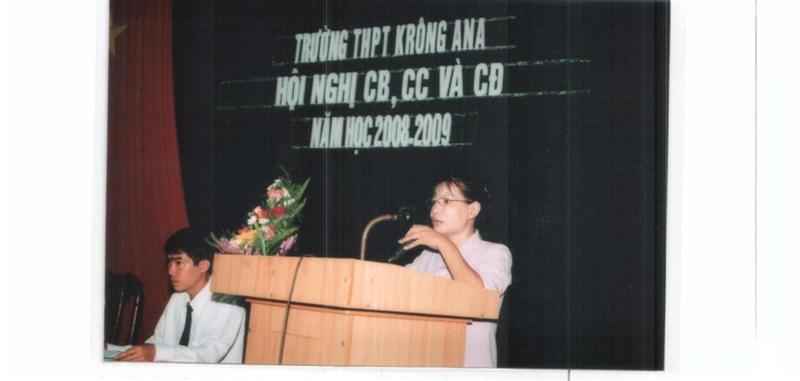 TRƯỜNG THPT KRÔNG ANA
HỘI NGHỊ CB, CC VÀ CĐ
NĂM HỌC 2008-2009